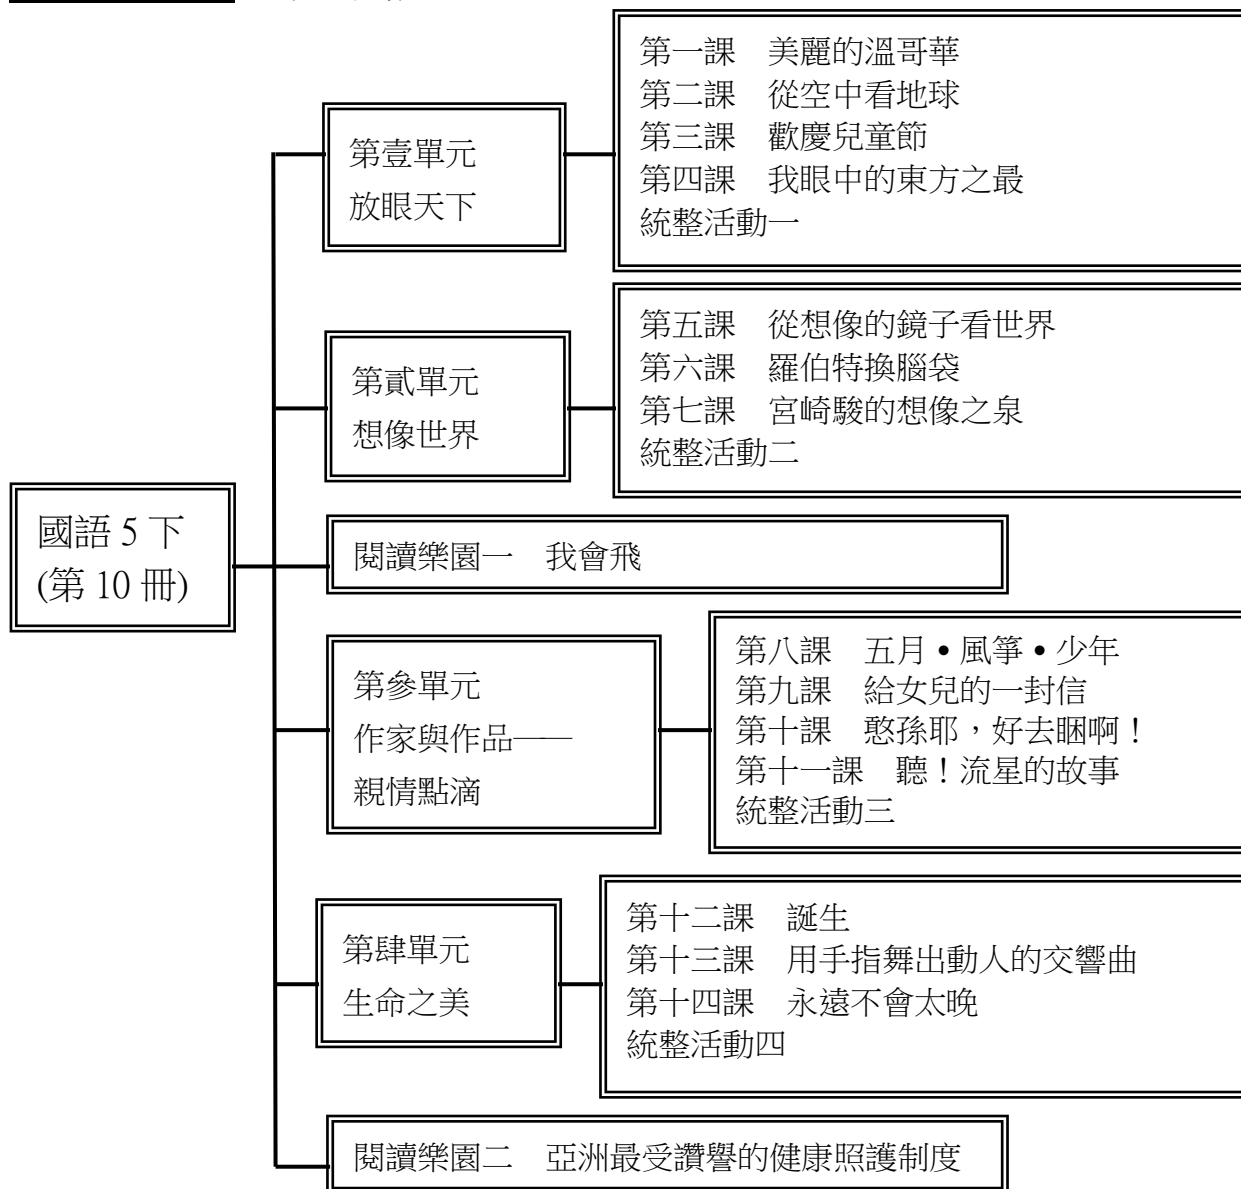 國語 5 下
(第 10 冊)
第壹單元
放眼天下
第一課　美麗的溫哥華
第二課　從空中看地球
第三課　歡慶兒童節
第四課　我眼中的東方之最
統整活動一
第貳單元
想像世界
第五課　從想像的鏡子看世界
第六課　羅伯特換腦袋
第七課　宮崎駿的想像之泉
統整活動二
閱讀樂園一　我會飛
第參單元
作家與作品——
親情點滴
第八課　五月•風箏•少年
第九課　給女兒的一封信
第十課　憨孫耶，好去睏啊！
第十一課　聽！流星的故事
統整活動三
第肆單元
生命之美
第十二課　誕生
第十三課　用手指舞出動人的交響曲
第十四課　永遠不會太晚
統整活動四
閱讀樂園二　亞洲最受讚譽的健康照護制度